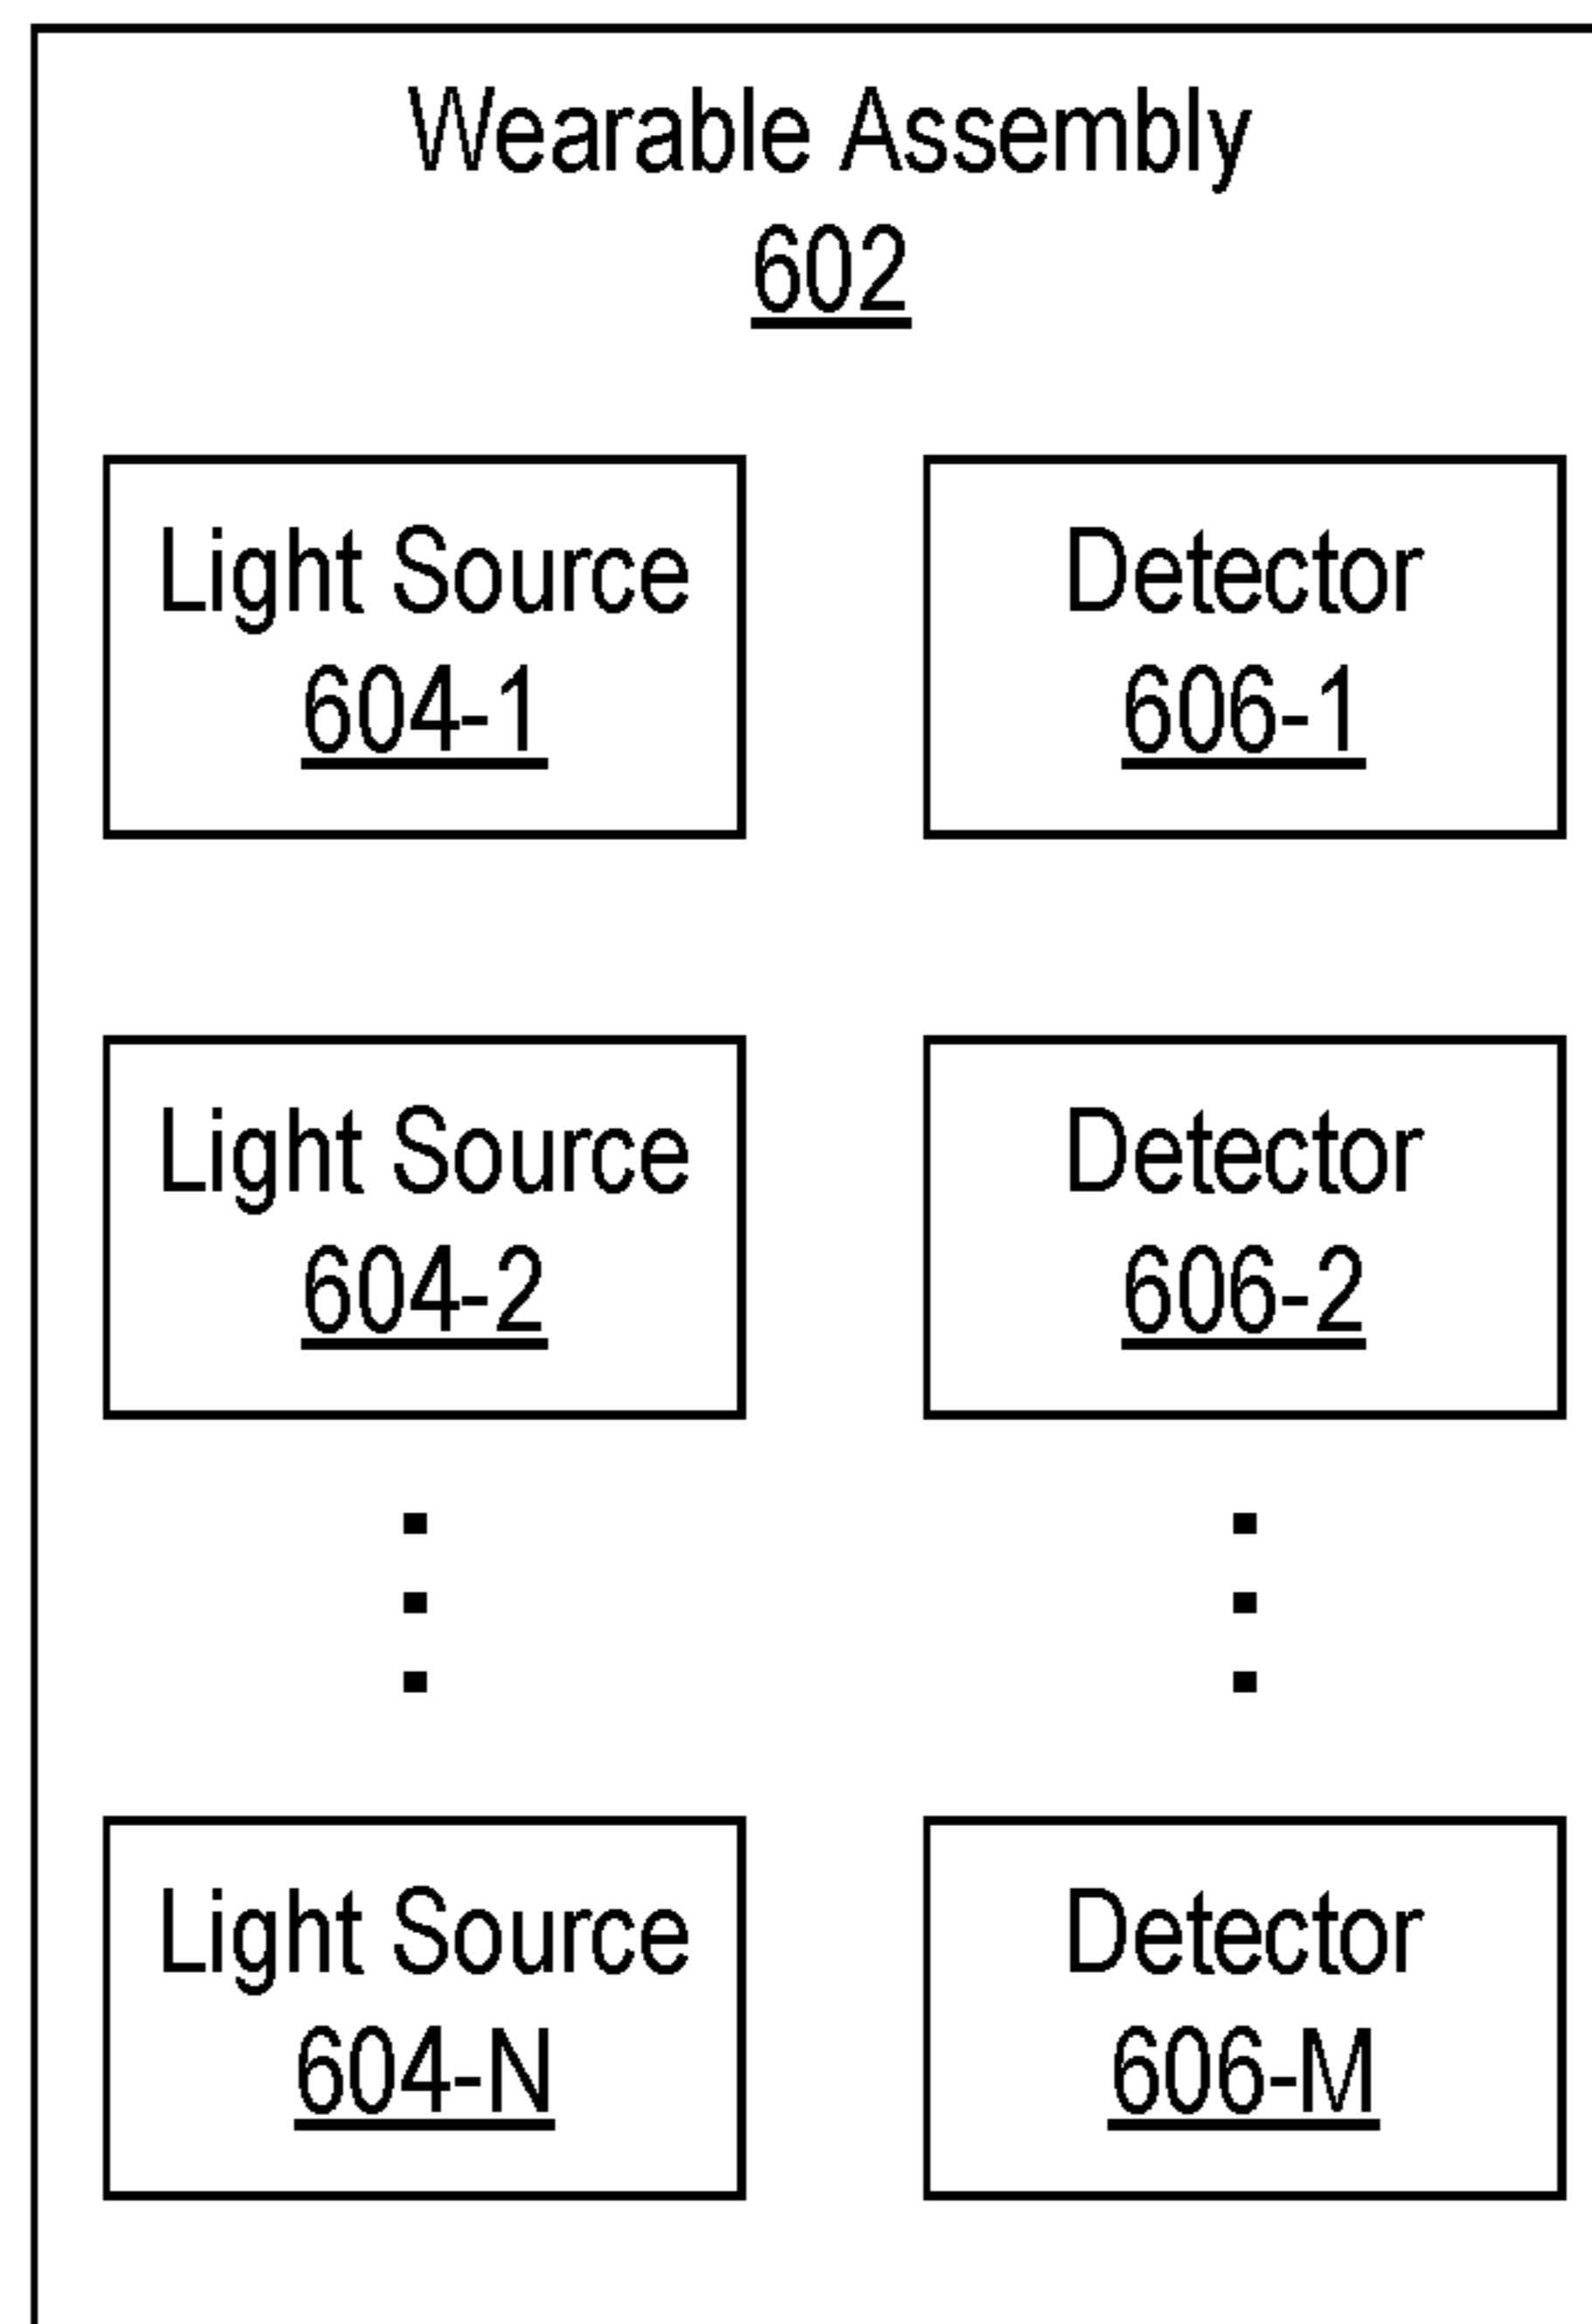 Wearable Assembly
602
Light Source
604-1
Detector
606-1
Light Source
604-2
Detector
606-2
Light Source
604-N
Detector
606-M